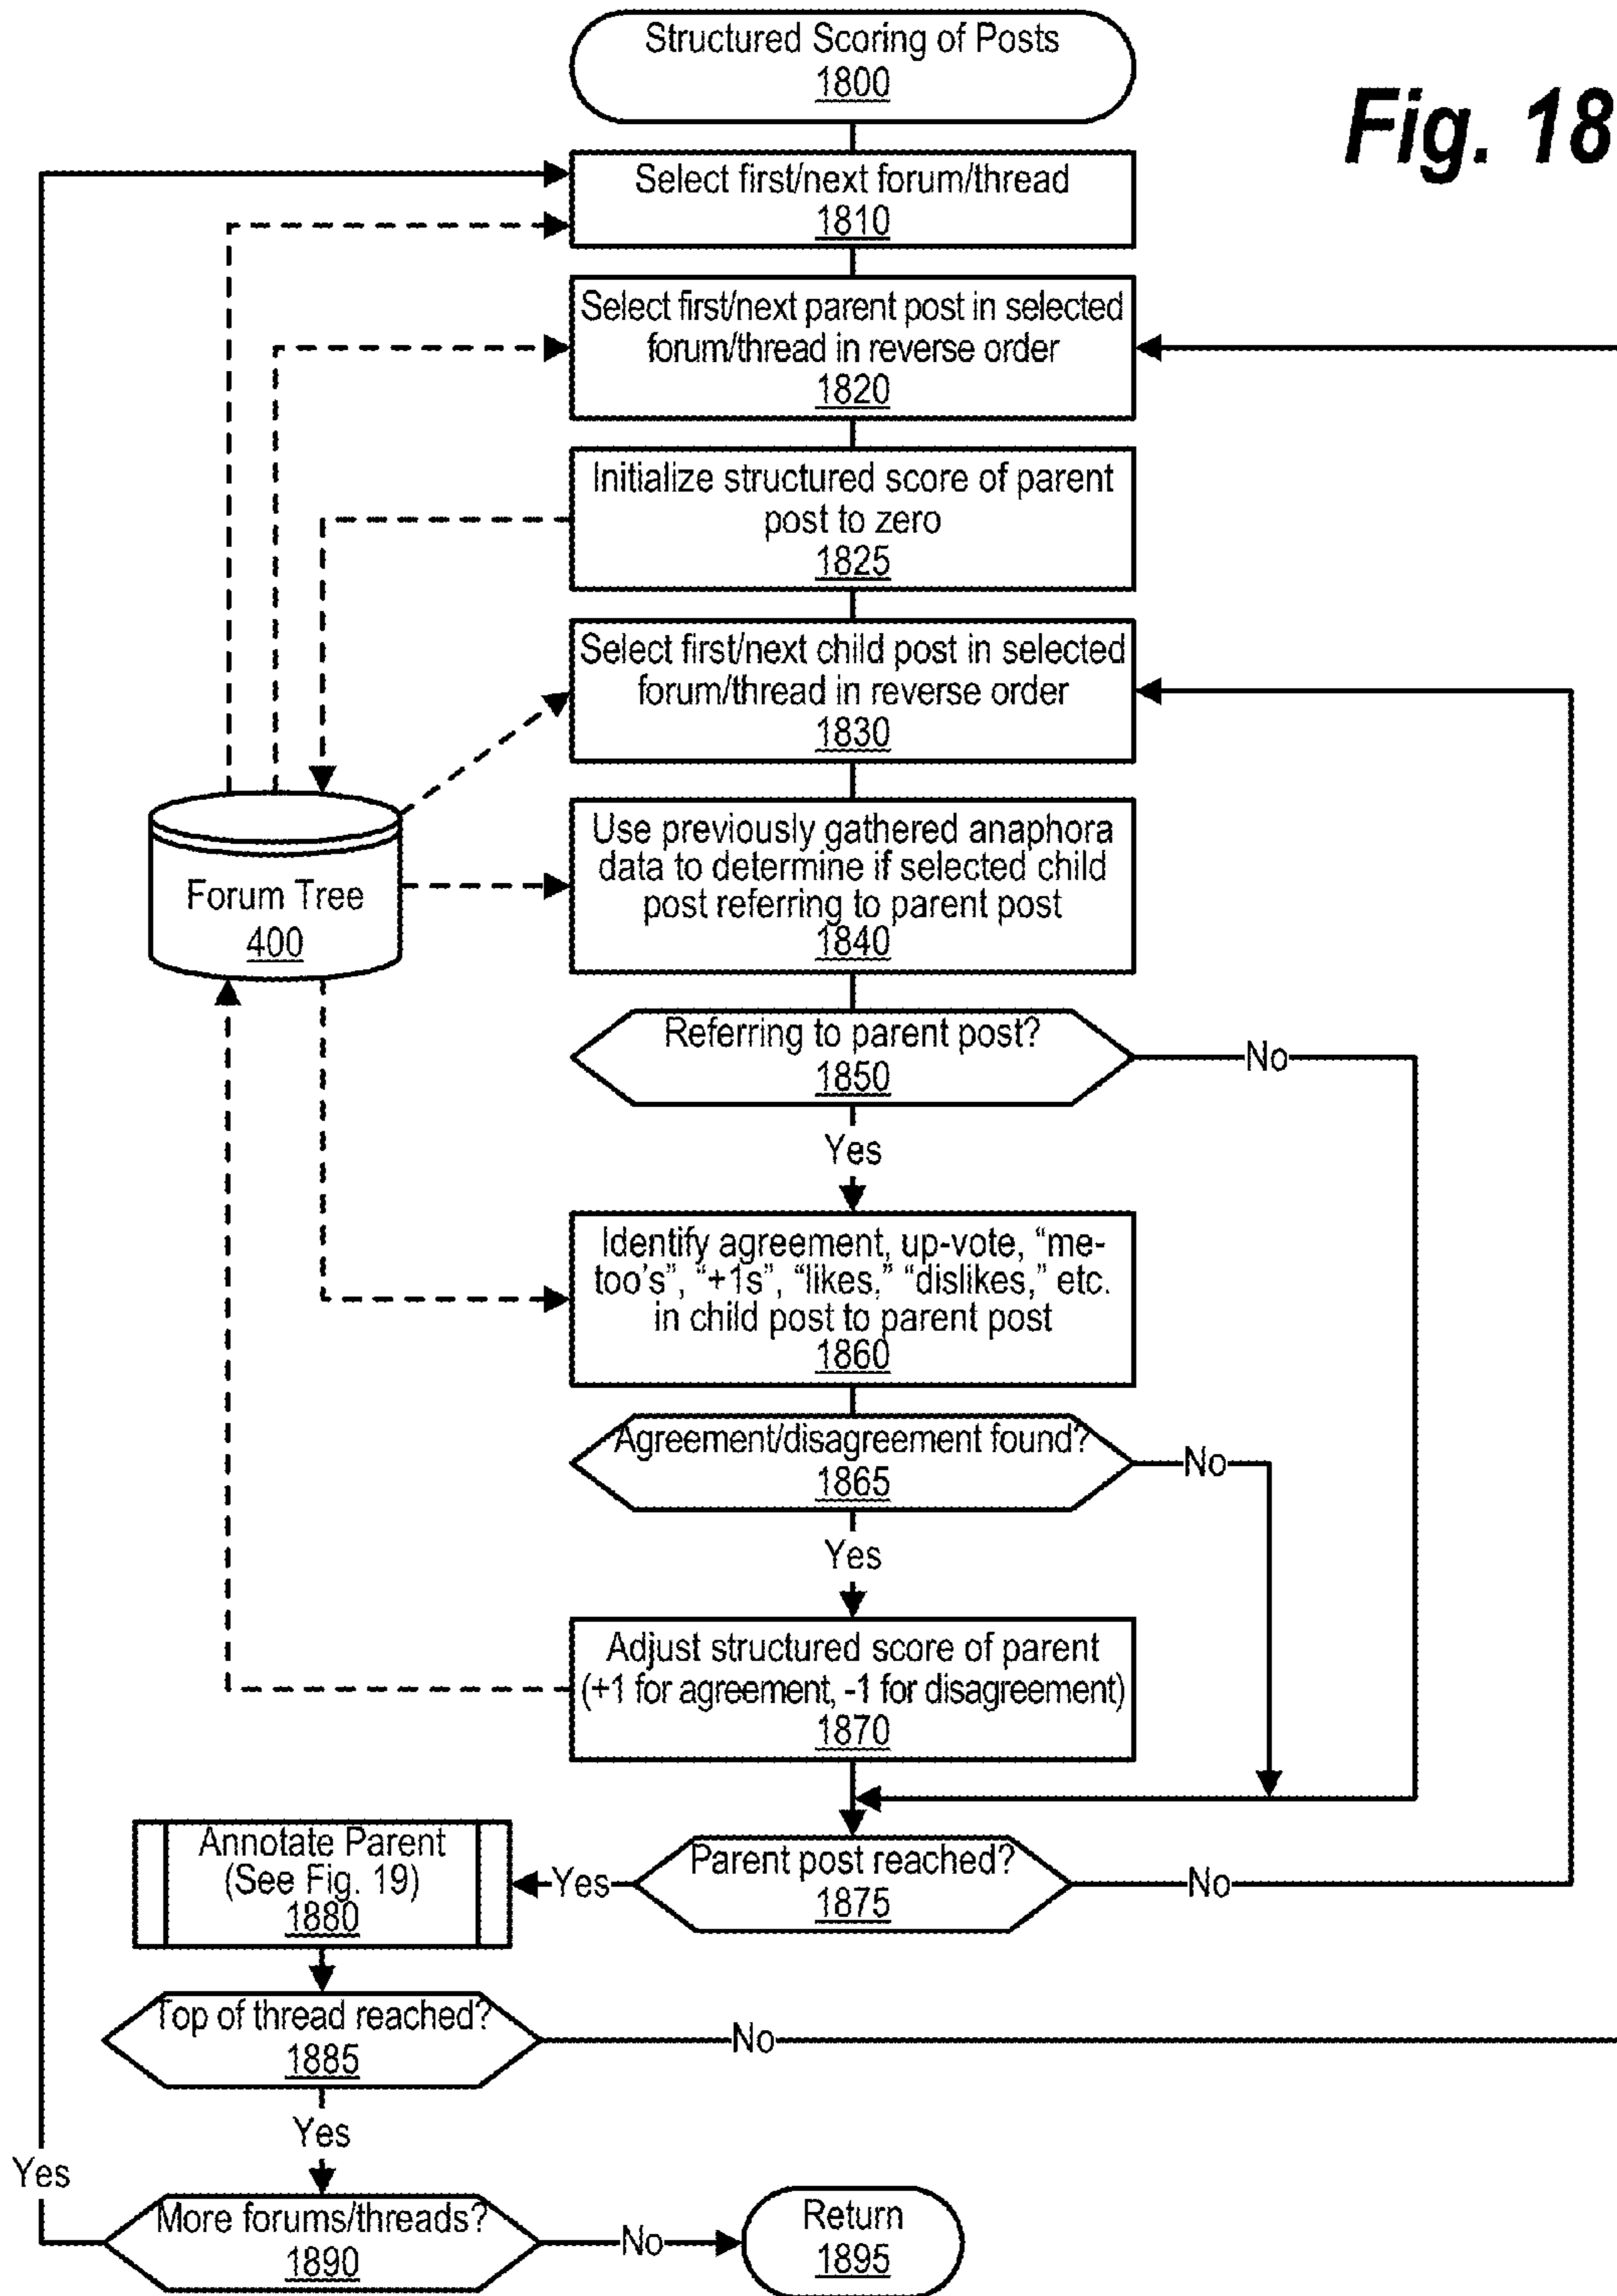 Structured Scoring of Posts
1800
Fig. 18
Select first/next forum/thread
1810
Select first/next parent post in selected
forum/thread in reverse order
1820
Initialize structured score of parent
post to zero
1825
Select first/next child post in selected
forum/thread in reverse order
1830
Use previously gathered anaphora
data to determine if selected child
post referring to parent post
1840
Forum Tree
400
Referring to parent post?
1850
No
Yes
Identify agreement, up-vote, “me-
too’s”, “+1s”, “likes,” “dislikes,” etc.
in child post to parent post
1860
Agreement/disagreement found?
1865
No
Yes
Adjust structured score of parent
(+1 for agreement, -1 for disagreement)
1870
Parent post reached?
1875
Yes
No
Annotate Parent
(See Fig. 19)
1880
Top of thread reached?
1885
No
Yes
Yes
More forums/threads?
1890
No
Return
1895